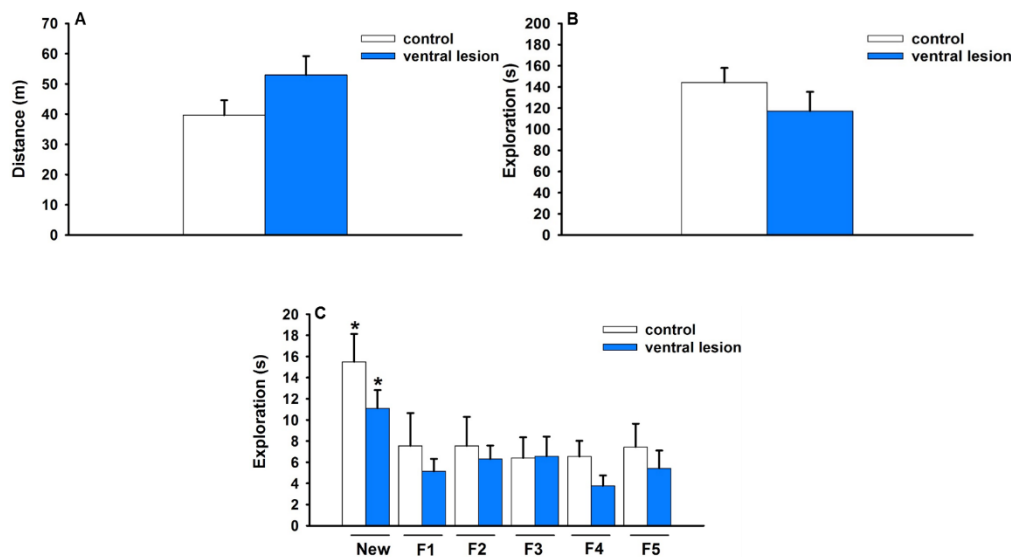 A
70
60
50
40
30
20
10
0
Distance (m)
control
ventral lesion
B
200
180
160
140
120
100
80
60
40
20
0
Exploration (s)
control
ventral lesion
C
20
18
16
14
12
10
8
6
4
2
0
Exploration (s)
control
ventral lesion
*
*
New F1 F2 F3 F4 F5